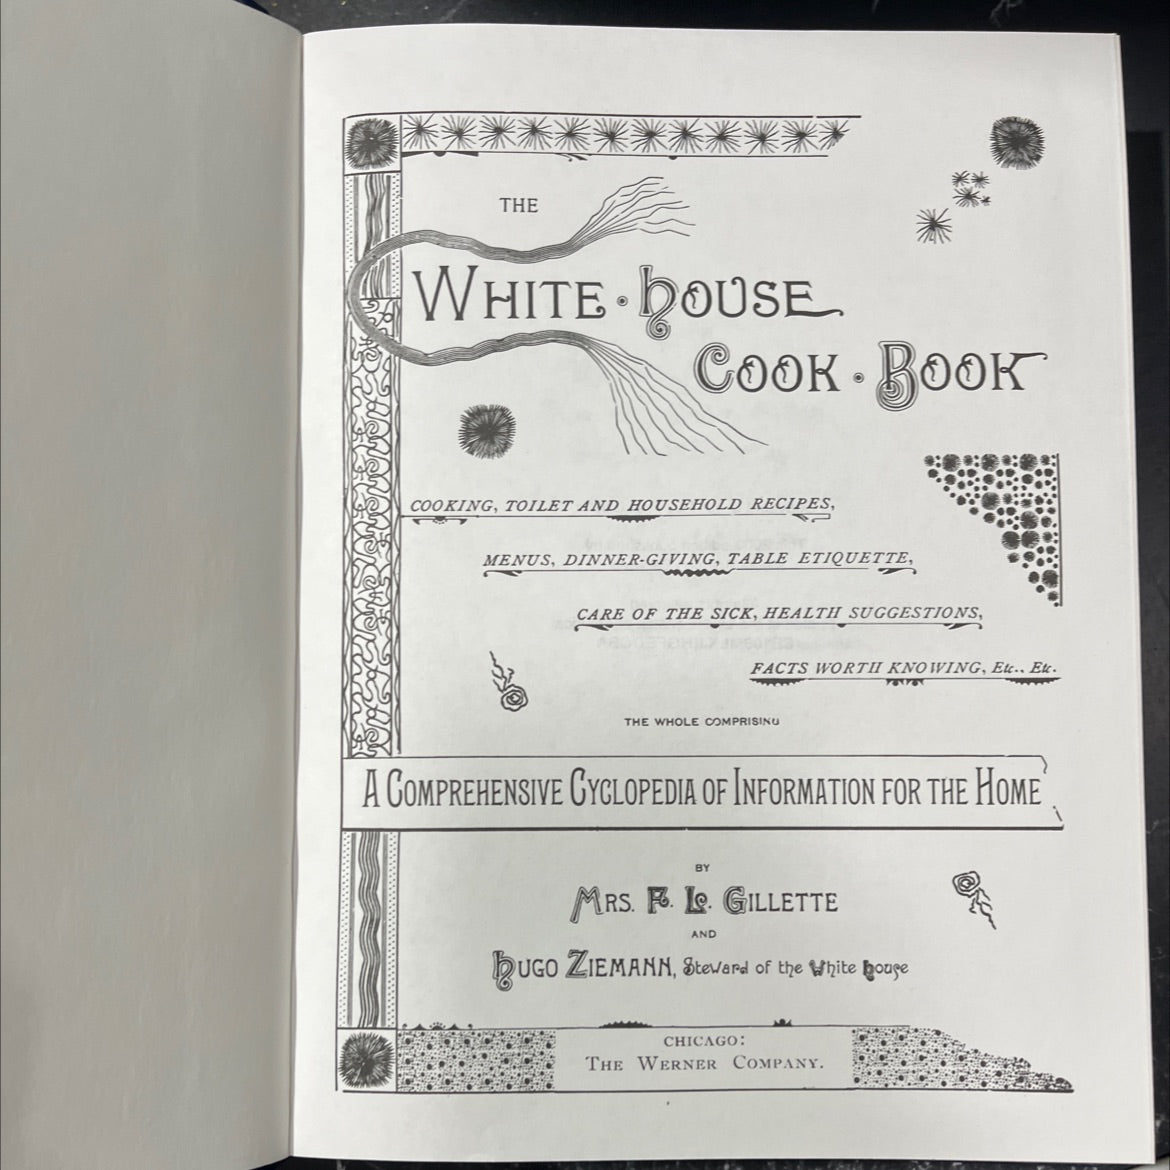 THE
WHITE · HOUSE
COOK · BOOK
COOKING, TOILET AND HOUSEHOLD RECIPES,
MENUS, DINNER-GIVING, TABLE ETIQUETTE,
CARE OF THE SICK, HEALTH SUGGESTIONS,
FACTS WORTH KNOWING, Etc., Etc.
THE WHOLE COMPRISING
A COMPREHENSIVE CYCLOPEDIA OF INFORMATION FOR THE HOME
BY
MRS. F. L. GILLETTE
AND
HUGO ZIEMANN, Steward of the White House
CHICAGO:
THE WERNER COMPANY.